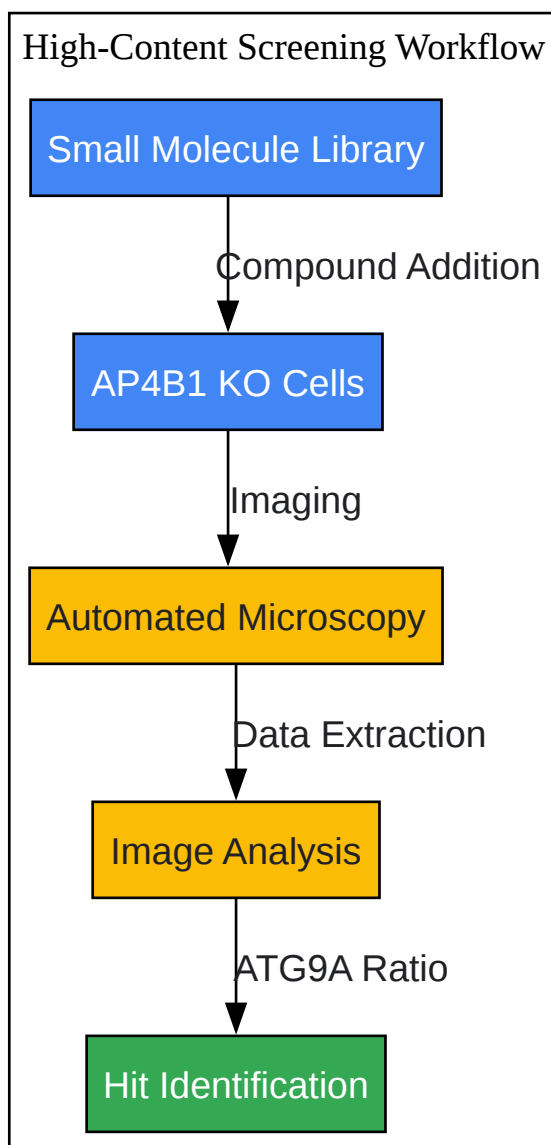 High-Content Screening Workflow
Small Molecule Library
Compound Addition
AP4B1 KO Cells
Imaging
Automated Microscopy
Data Extraction
Image Analysis
ATG9A Ratio
Hit Identification